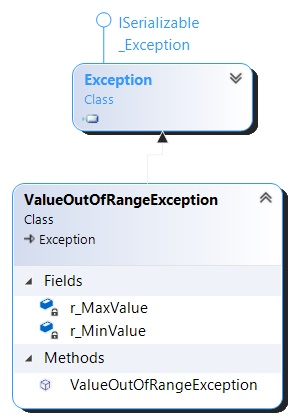 ISerializable
_Exception
Exception
Class
ValueOutOfRangeException
Class
Exception
Fields
r_MaxValue
r_MinValue
Methods
ValueOutOfRangeException